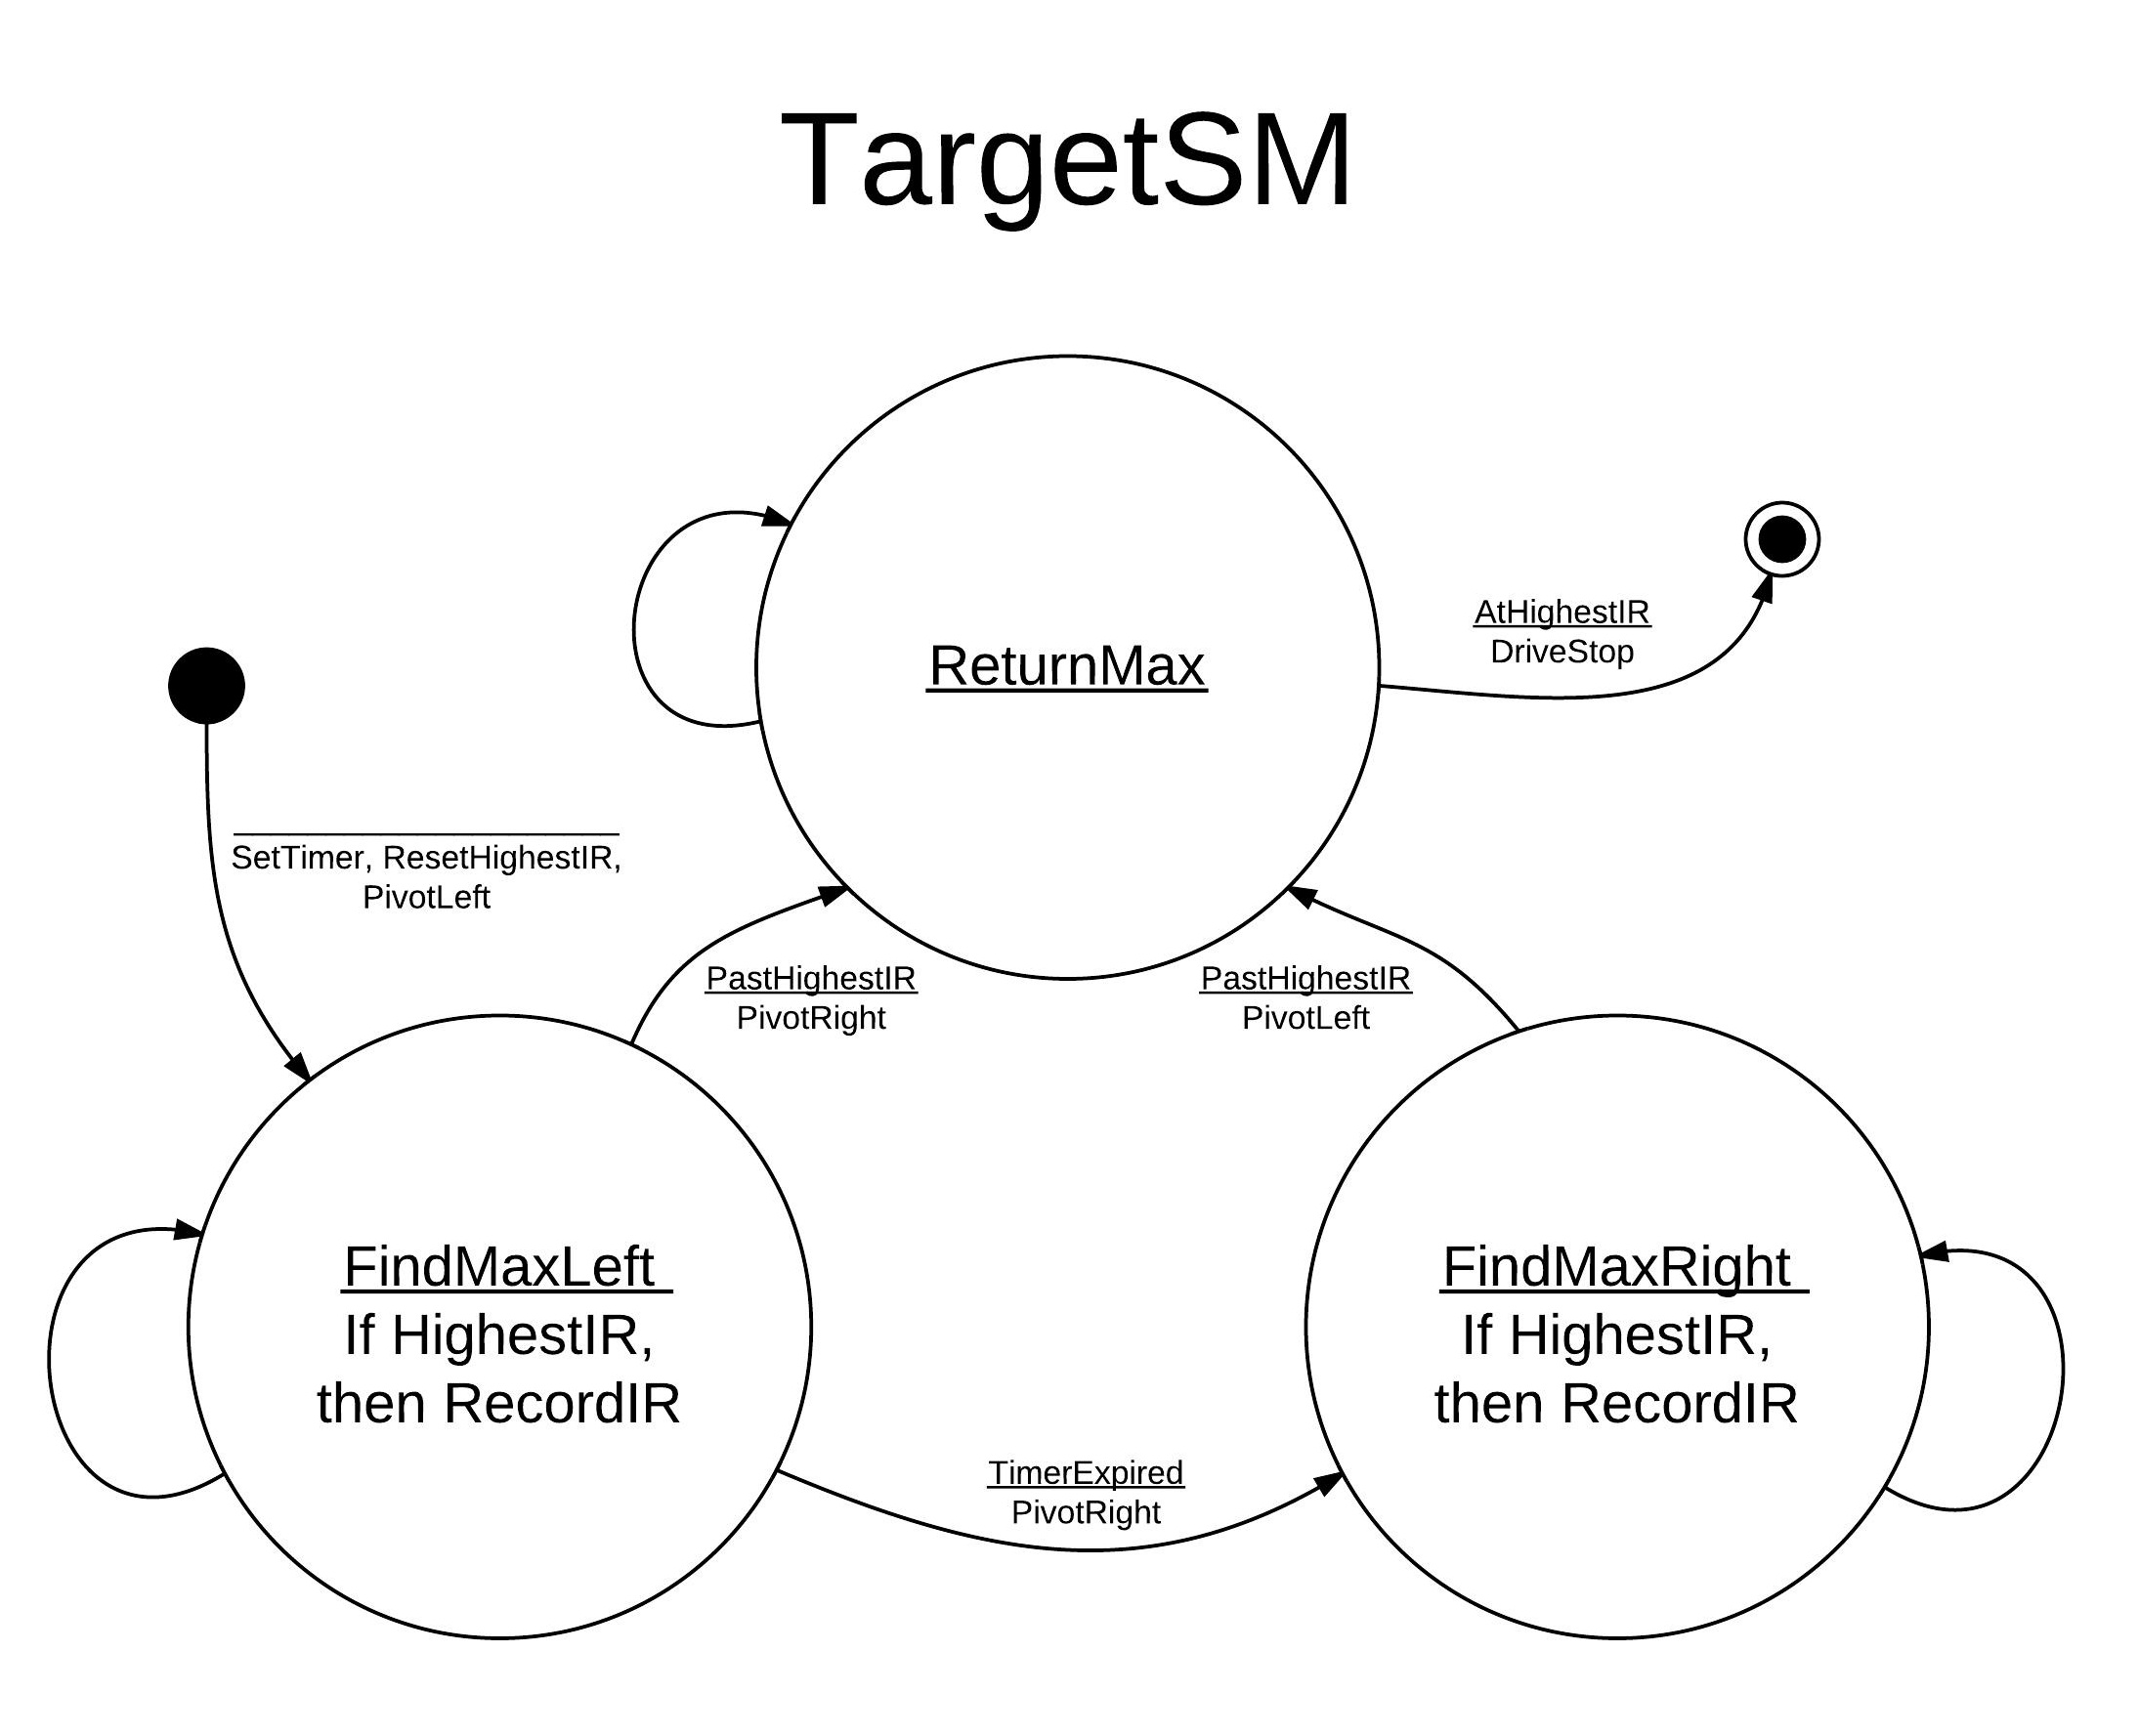 TargetSM
ReturnMax
AtHighestIR
DriveStop
SetTimer, ResetHighestIR,
PivotLeft
PastHighestIR
PivotRight
PastHighestIR
PivotLeft
FindMaxLeft
If HighestIR,
then RecordIR
FindMaxRight
If HighestIR,
then RecordIR
TimerExpired
PivotRight